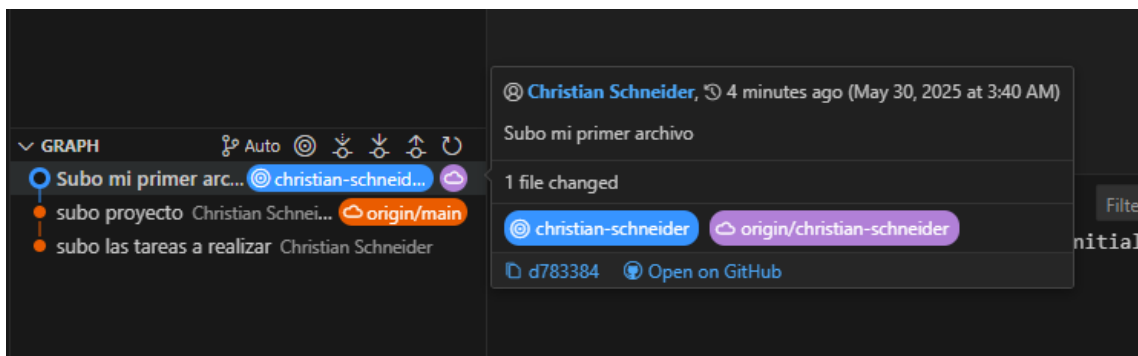 Christian Schneider, 4 minutes ago (May 30, 2025 at 3:40 AM)
Subo mi primer archivo
1 file changed
christian-schneider origin/christian-schneider
d783384 Open on GitHub
GRAPH Auto
Subo mi primer arc... christian-schneid...
subo proyecto Christian Schnei... origin/main
subo las tareas a realizar Christian Schneider
Filte
nitial